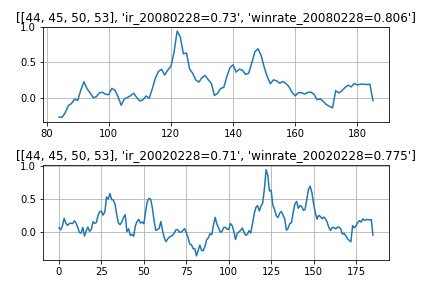 [[44, 45, 50, 53], 'ir_20080228=0.73', 'winrate_20080228=0.806']
1.0
0.5
0.0
80 100 120 140 160 180
[[44, 45, 50, 53], 'ir_20020228=0.71', 'winrate_20020228=0.775']
1.0
0.5
0.0
0 25 50 75 100 125 150 175